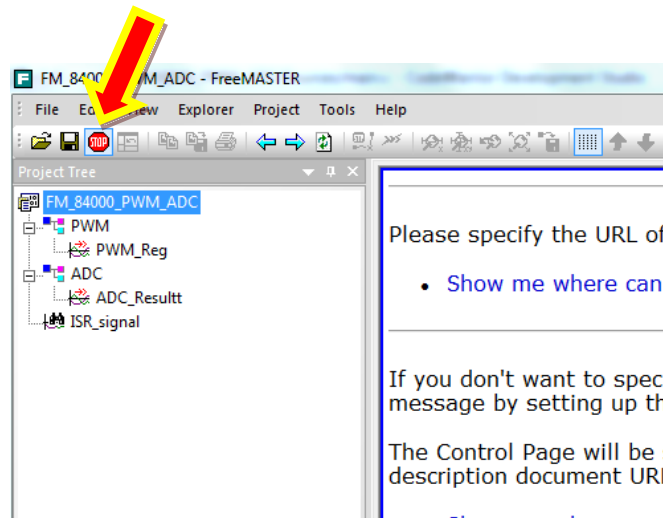 FM_8400 M_ADC - FreeMASTER
File Ed ew Explorer Project Tools Help
STOP
Project Tree
FM_84000_PWM_ADC
PWM
PWM_Reg
ADC
ADC_Resultt
ISR_signal
Please specify the URL of
• Show me where can
If you don't want to spec
message by setting up th
The Control Page will be
description document URL